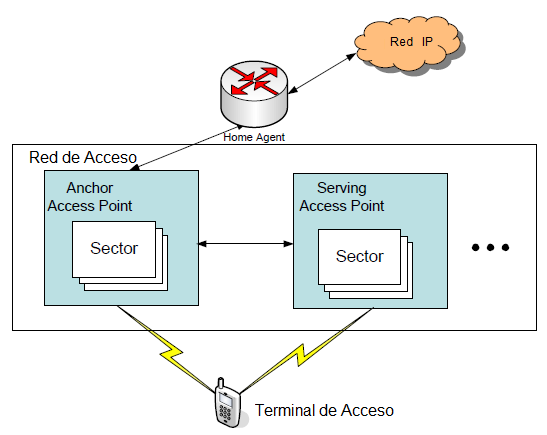 Red IP
Home Agent
Red de Acceso
Anchor
Access Point
Sector
Serving
Access Point
Sector
Terminal de Acceso